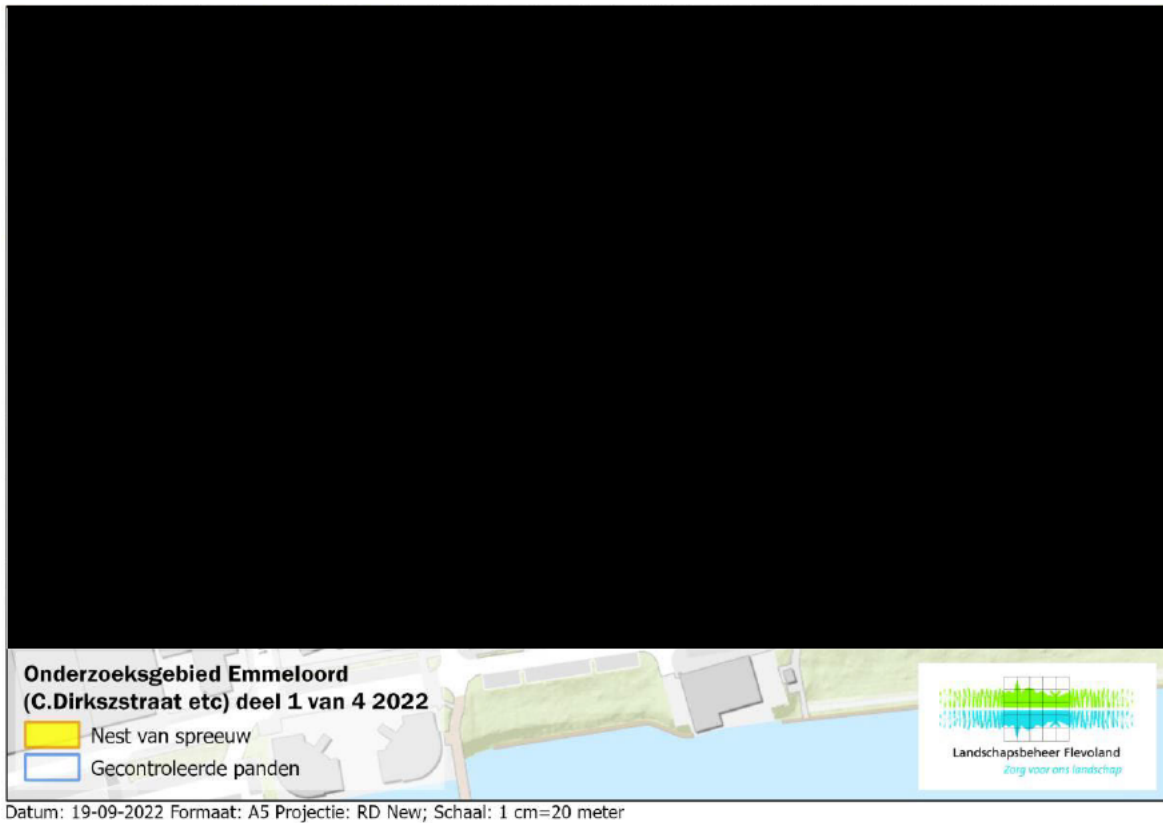 Onderzoeksgebied Emmeloord
(C.Dirkszstraat etc) deel 1 van 4 2022
Nest van spreeuw
Gecontroleerde panden
Landschapsbeheer Flevoland
Zorg voor ons landschap
Datum: 19-09-2022 Formaat: A5 Projectie: RD New; Schaal: 1 cm=20 meter